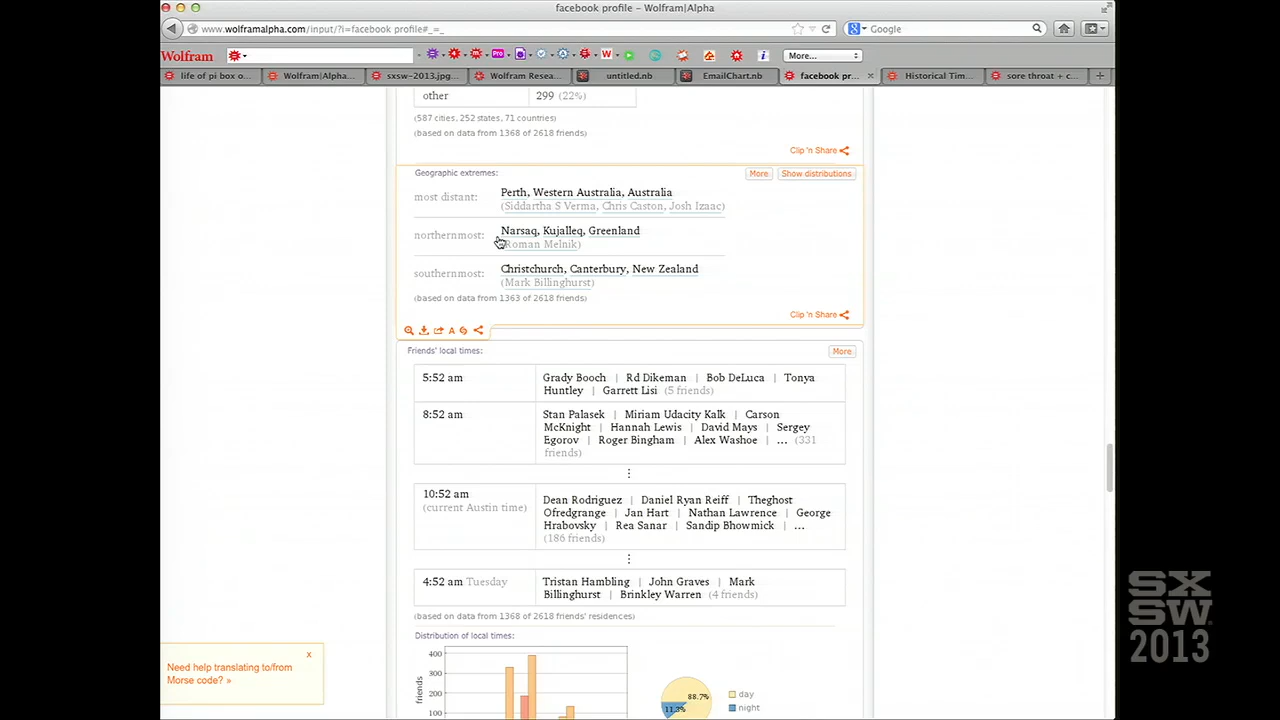 facebook profile – Wolfram|Alpha
www.wolframalpha.com/input/?i=facebook profile#_=_
Google
Wolfram
Pro
W
i
More...
life of pi box o...
Wolfram|Alpha...
sxsw-2013.jpg...
Wolfram Resea...
untitled.nb
EmailChart.nb
facebook pr...
x
Historical Tim...
sore throat + c...
+
other 299 (22%)
(587 cities, 252 states, 71 countries)
(based on data from 1368 of 2618 friends)
Clip 'n Share
Geographic extremes:
More
Show distributions
most distant: Perth, Western Australia, Australia
(Siddartha S Verma, Chris Caston, Josh Izaac)
northernmost: Narsaq, Kujalleq, Greenland
(Roman Melnik)
southernmost: Christchurch, Canterbury, New Zealand
(Mark Billinghurst)
(based on data from 1363 of 2618 friends)
Clip 'n Share
A
Friends' local times:
More
5:52 am Grady Booch | Rd Dikeman | Bob DeLuca | Tonya
Huntley | Garrett Lisi (5 friends)
8:52 am Stan Palasek | Miriam Udacity Kalk | Carson
McKnight | Hannah Lewis | David Mays | Sergey
Egorov | Roger Bingham | Alex Washoe | ... (331
friends)
10:52 am
(current Austin time)
Dean Rodriguez | Daniel Ryan Reiff | Theghost
Ofredgrange | Jan Hart | Nathan Lawrence | George
Hrabovsky | Rea Sanar | Sandip Bhowmick | ...
(186 friends)
4:52 am Tuesday Tristan Hambling | John Graves | Mark
Billinghurst | Brinkley Warren (4 friends)
(based on data from 1368 of 2618 friends' residences)
Distribution of local times:
friends
400
300
200
100
88.7%
11.3%
day
night
x
Need help translating to/from
Morse code? »
SX
SW®
2013